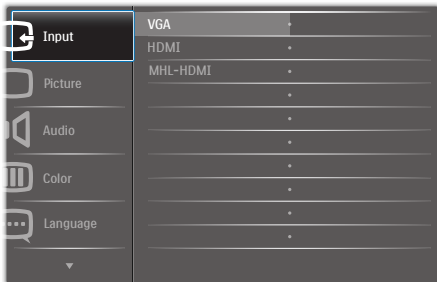 Input
Picture
Audio
Color
Language
VGA
HDMI
MHL-HDMI